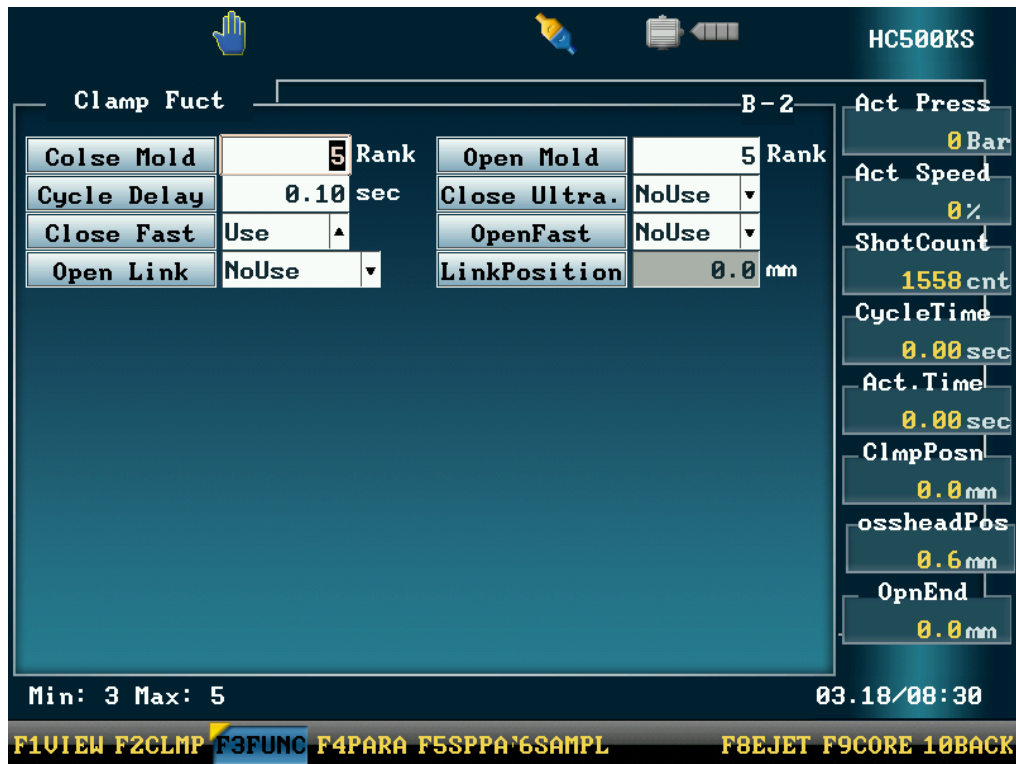 HC500KS
Clamp Fuct
B-2
Colse Mold 5 Rank Open Mold 5 Rank
Cycle Delay 0.10 sec Close Ultra. NoUse
Close Fast Use OpenFast NoUse
Open Link NoUse LinkPosition 0.0 mm
Act Press
0 Bar
Act Speed
0 %
ShotCount
1558 cnt
CycleTime
0.00 sec
Act.Time
0.00 sec
ClmpPosn
0.0 mm
ossheadPos
0.6 mm
OpnEnd
0.0 mm
Min: 3 Max: 5
03.18/08:30
F1VIEW F2CLMP F3FUNC F4PARA F5SPPA'6SAMPL F8EJET F9CORE 10BACK